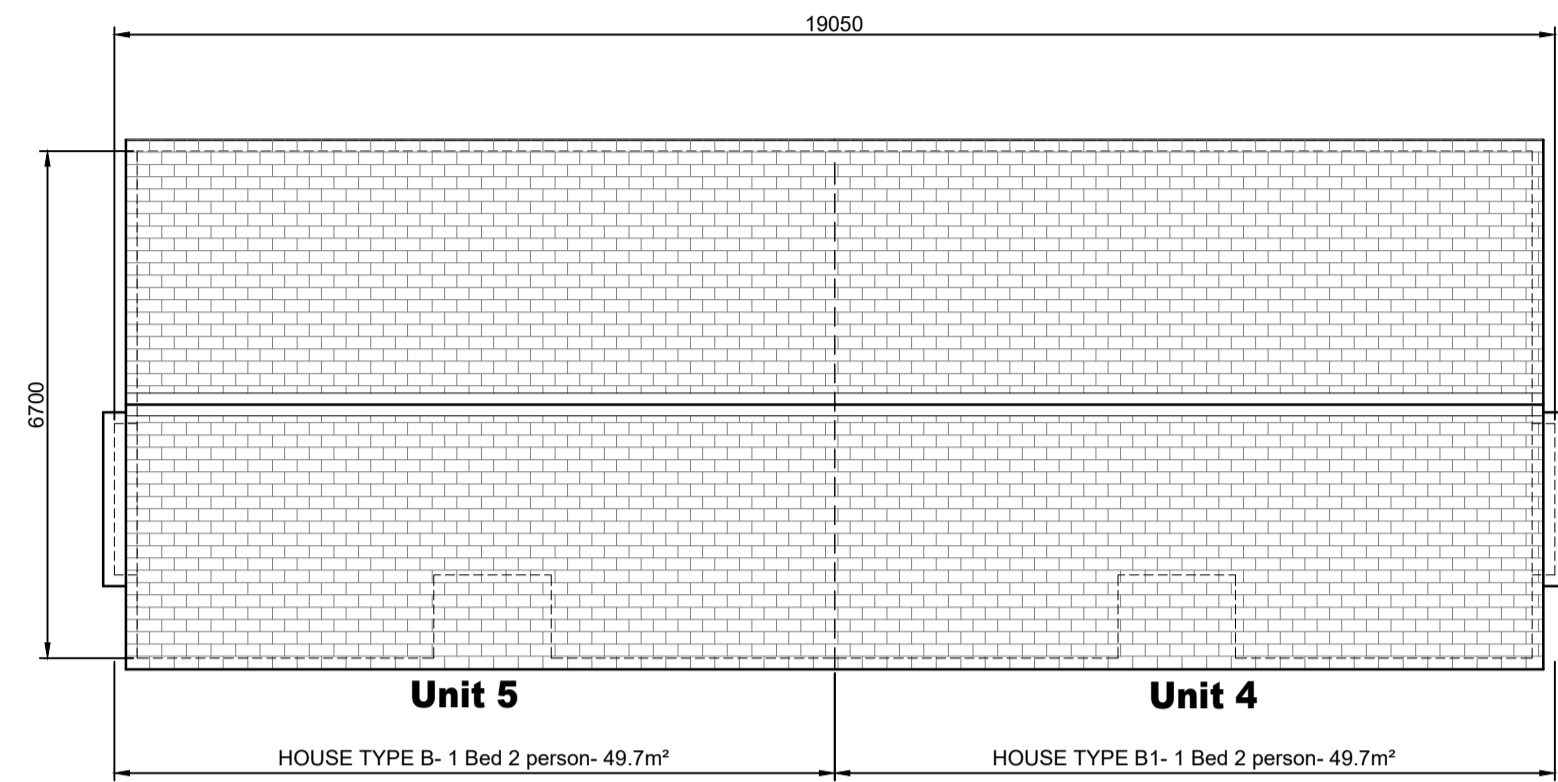 19050
6700
Unit 5
Unit 4
HOUSE TYPE B- 1 Bed 2 person- 49.7m²
HOUSE TYPE B1- 1 Bed 2 person- 49.7m²